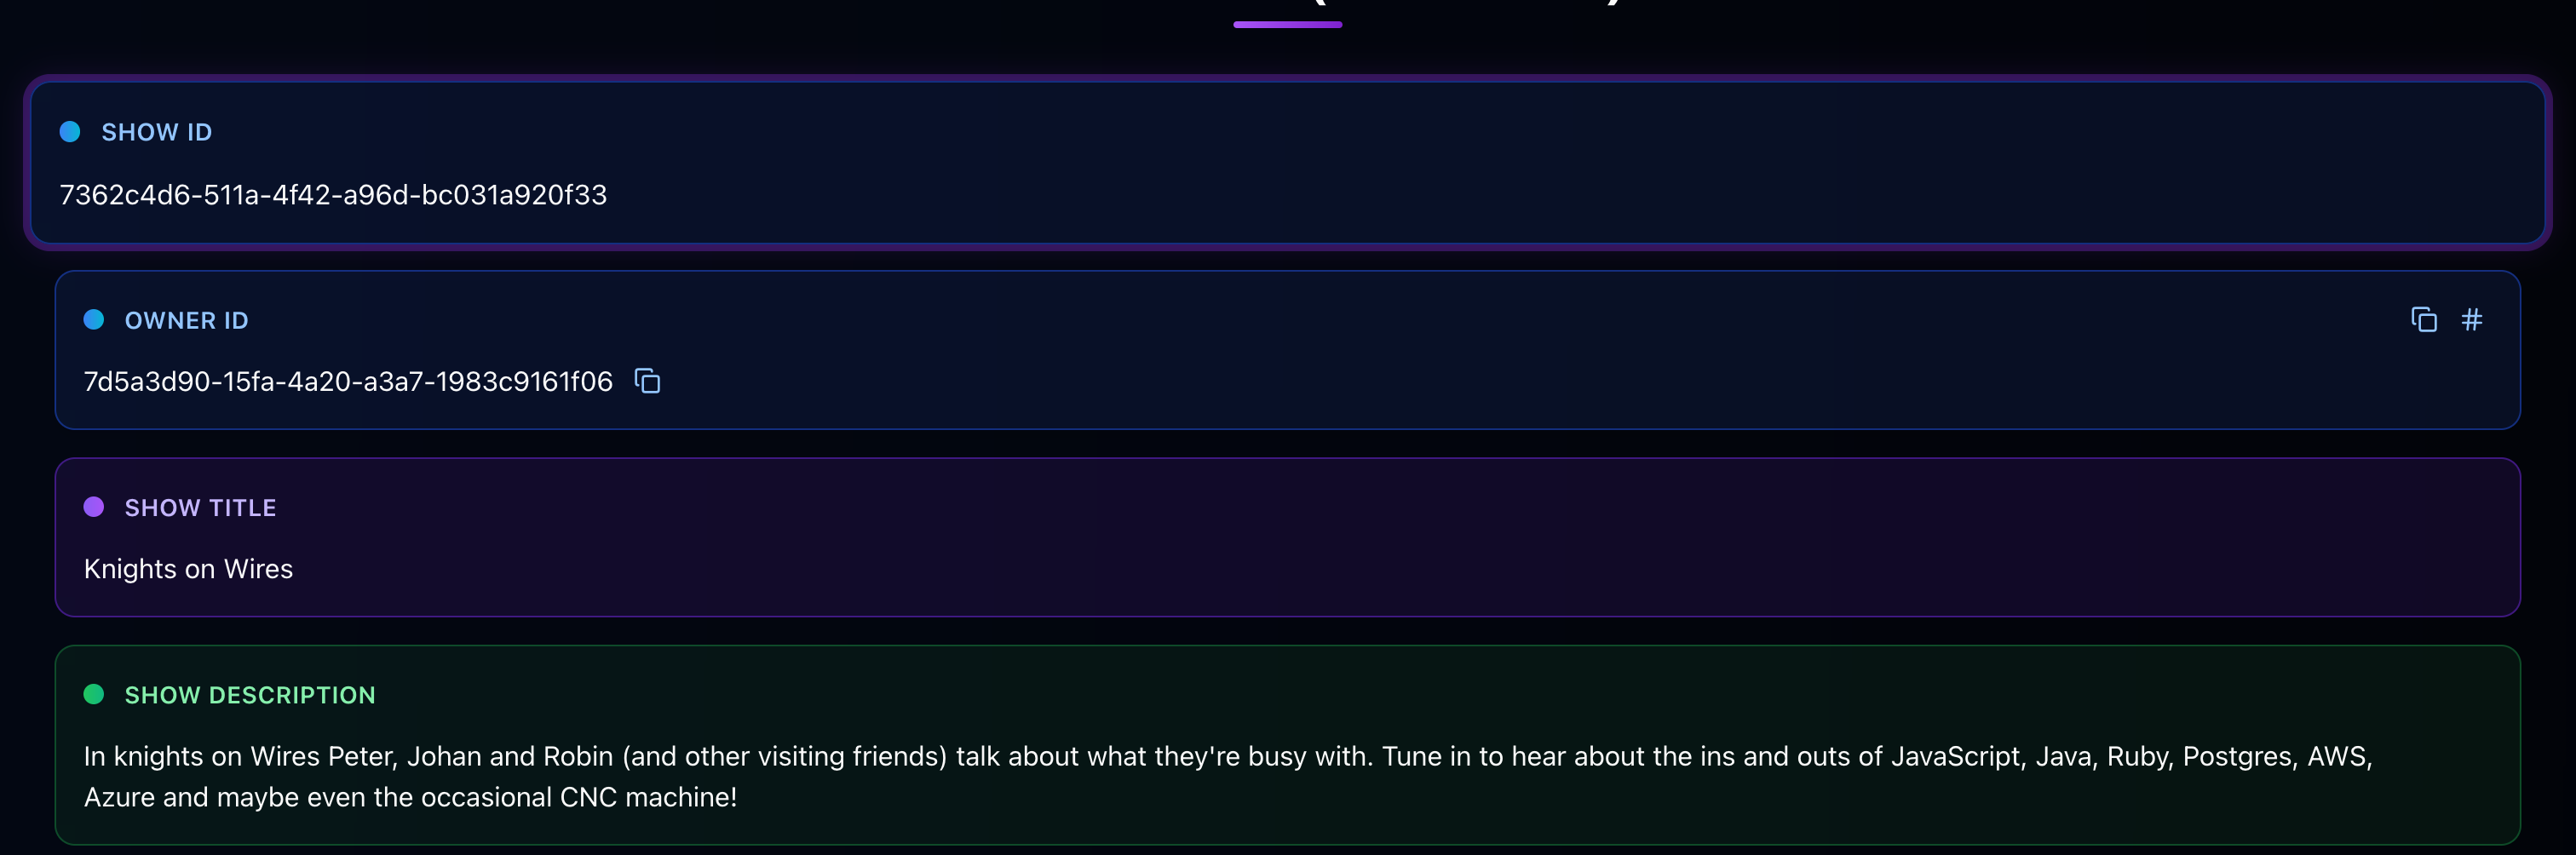 SHOW ID
7362c4d6-511a-4f42-a96d-bc031a920f33
OWNER ID
7d5a3d90-15fa-4a20-a3a7-1983c9161f06
SHOW TITLE
Knights on Wires
SHOW DESCRIPTION
In knights on Wires Peter, Johan and Robin (and other visiting friends) talk about what they're busy with. Tune in to hear about the ins and outs of JavaScript, Java, Ruby, Postgres, AWS,
Azure and maybe even the occasional CNC machine!